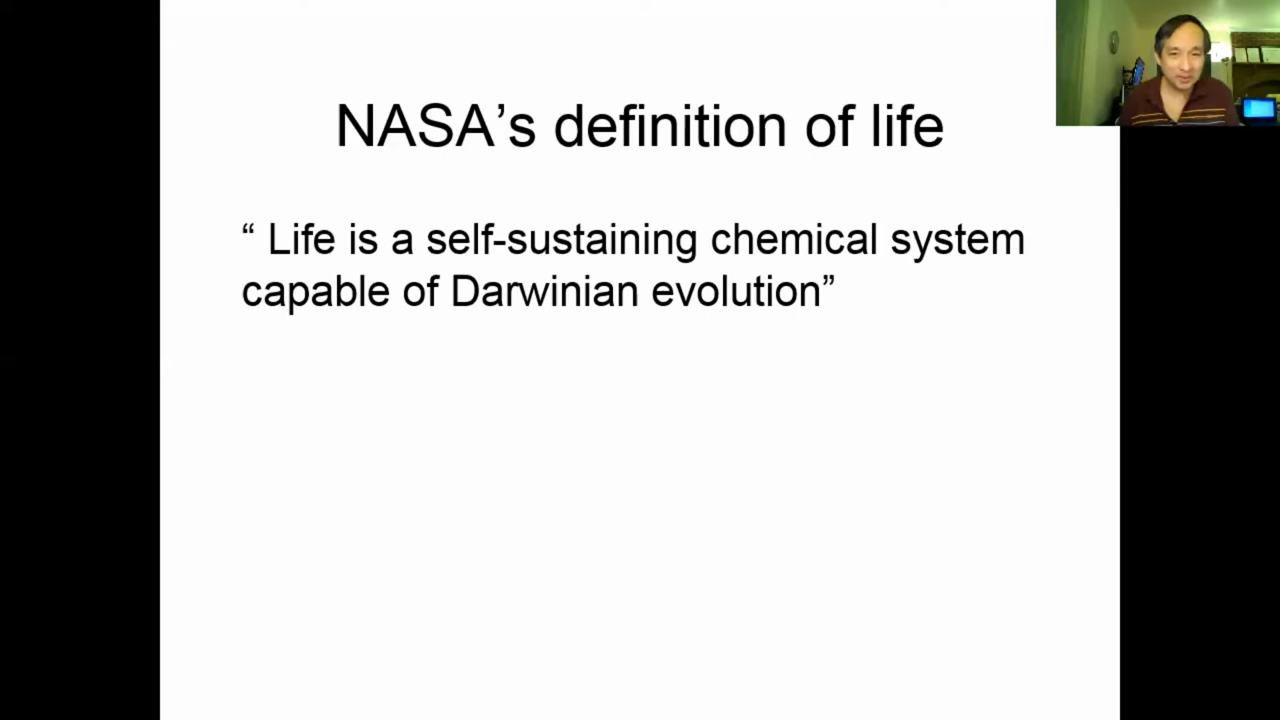 NASA’s definition of life
“ Life is a self-sustaining chemical system
capable of Darwinian evolution”